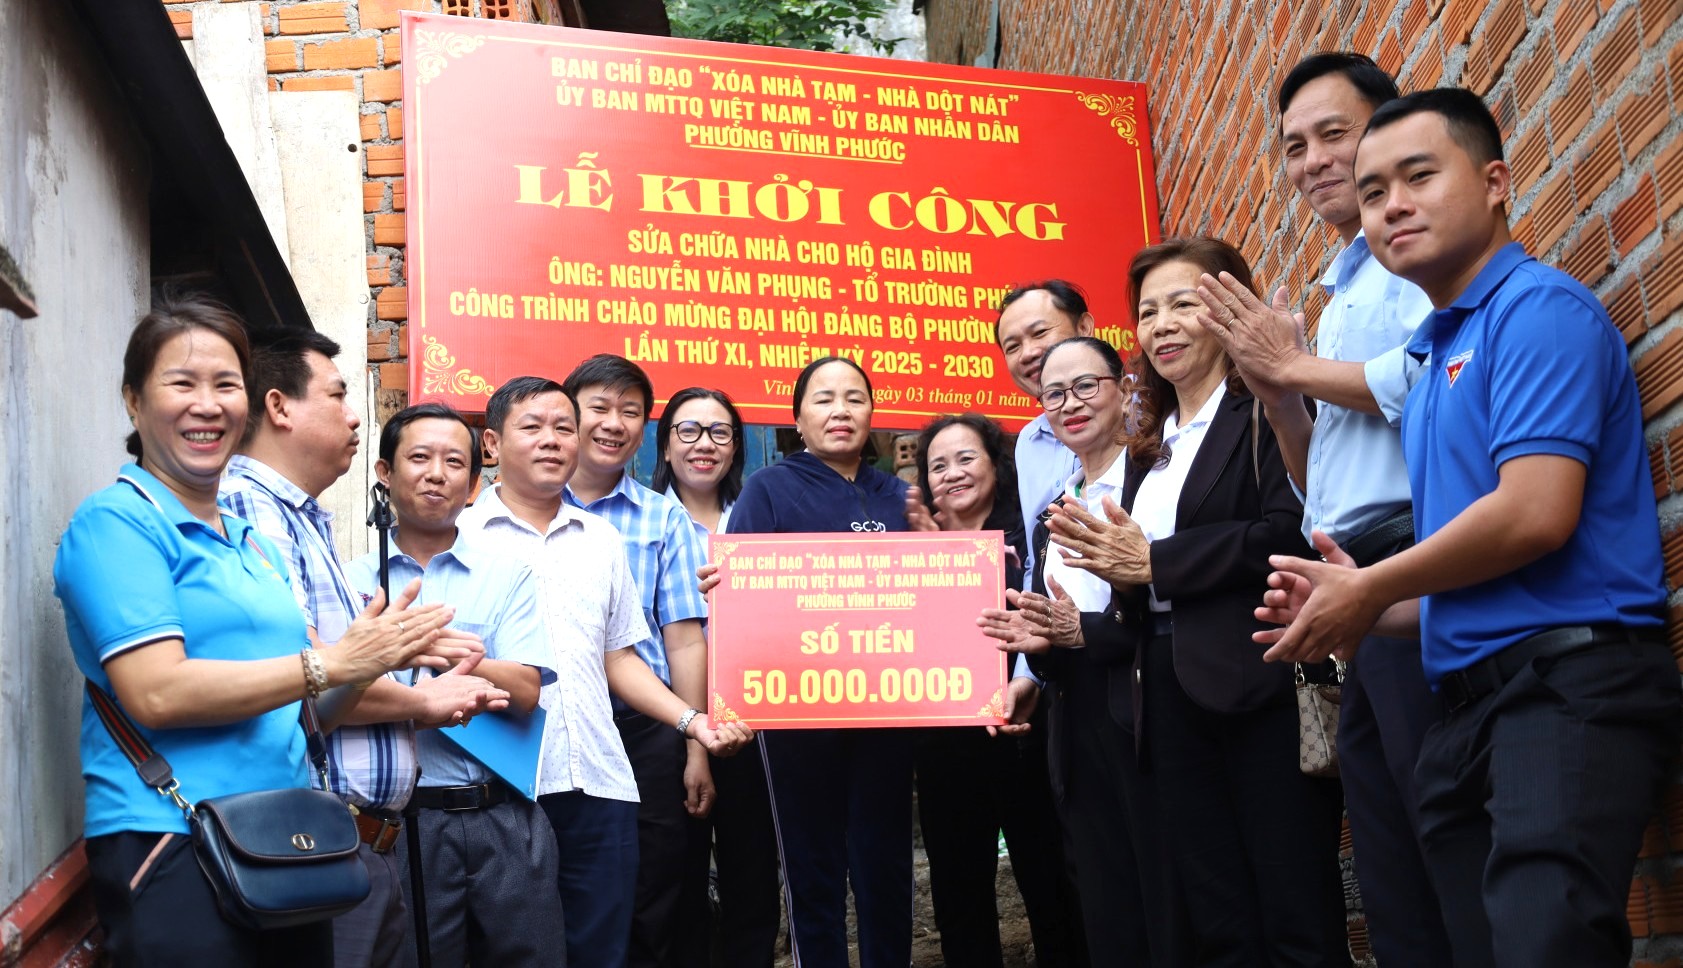 BAN CHỈ ĐẠO “XÓA NHÀ TẠM - NHÀ DỘT NÁT”
ỦY BAN MTTQ VIỆT NAM - ỦY BAN NHÂN DÂN
PHƯỜNG VĨNH PHƯỚC
LỄ KHỞI CÔNG
SỬA CHỮA NHÀ CHO HỘ GIA ĐÌNH
ÔNG: NGUYỄN VĂN PHỤNG - TỔ TRƯỜNG
CÔNG TRÌNH CHÀO MỪNG ĐẠI HỘI ĐẢNG BỘ PHƯỜN
LẦN THỨ XI, NHIỆM KỲ 2025 - 2030
Vĩn ngày 03 tháng 01 năm
GOOD
BAN CHỈ ĐẠO “XÓA NHÀ TẠM - NHÀ DỘT NÁT”
ỦY BAN MTTQ VIỆT NAM - ỦY BAN NHÂN DÂN
PHƯỜNG VĨNH PHƯỚC
SỐ TIỀN
50.000.000Đ